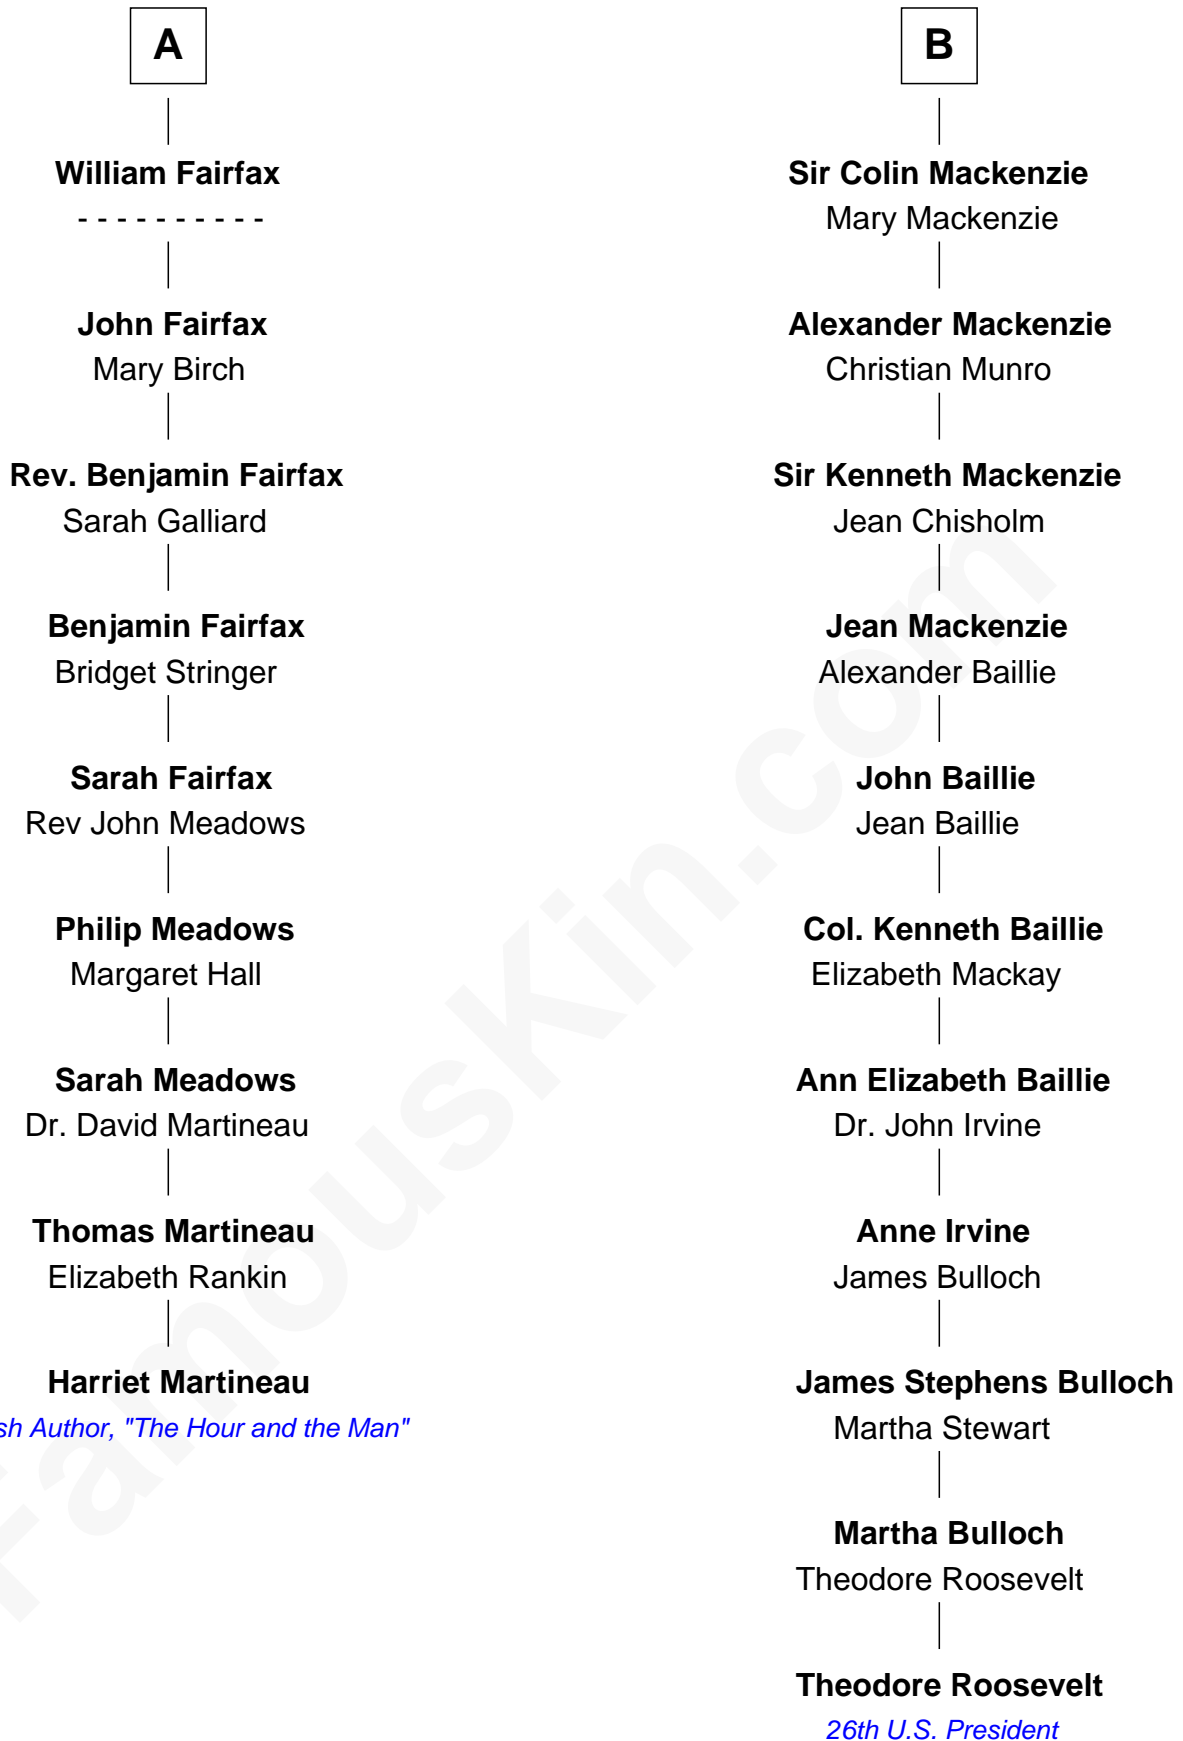 A
William Fairfax
- - - - - - - - - -
John Fairfax
Mary Birch
Rev. Benjamin Fairfax
Sarah Galliard
Benjamin Fairfax
Bridget Stringer
Sarah Fairfax
Rev John Meadows
Philip Meadows
Margaret Hall
Sarah Meadows
Dr. David Martineau
Thomas Martineau
Elizabeth Rankin
Harriet Martineau
sh Author, "The Hour and the Man"
B
Sir Colin Mackenzie
Mary Mackenzie
Alexander Mackenzie
Christian Munro
Sir Kenneth Mackenzie
Jean Chisholm
Jean Mackenzie
Alexander Baillie
John Baillie
Jean Baillie
Col. Kenneth Baillie
Elizabeth Mackay
Ann Elizabeth Baillie
Dr. John Irvine
Anne Irvine
James Bulloch
James Stephens Bulloch
Martha Stewart
Martha Bulloch
Theodore Roosevelt
Theodore Roosevelt
26th U.S. President
FamousKin.com